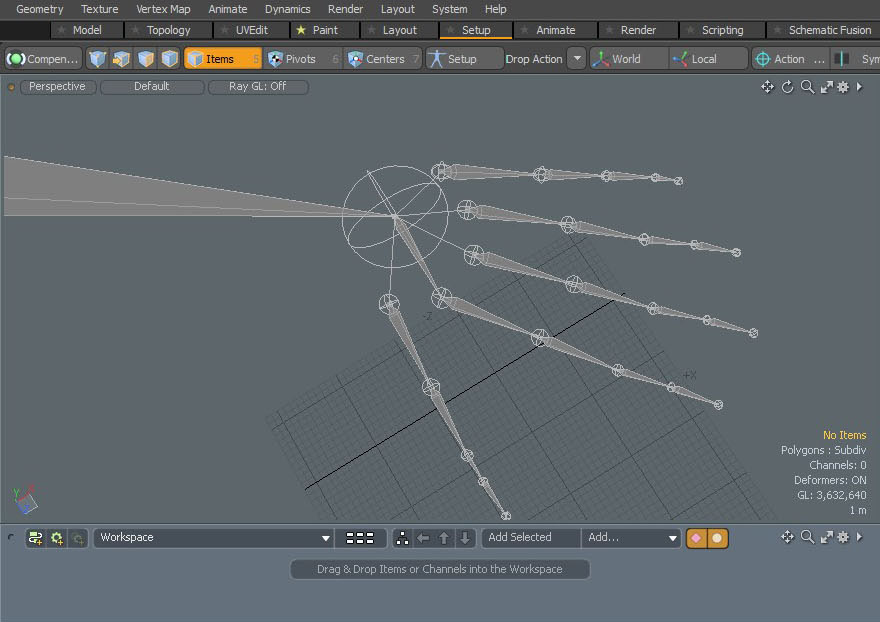 Geometry Texture Vertex Map Animate Dynamics Render Layout System Help
Model Topology UVEdit Paint Layout Setup Animate Render Scripting Schematic Fusion
Compen... Items 5 Pivots 6 Centers 7 Setup Drop Action World Local Action ... Sym
Perspective Default Ray GL: Off
-Z
+X
No Items
Polygons : Subdiv
Channels: 0
Deformers: ON
GL: 3,632,640
1 m
Y
Workspace Add Selected Add...
Drag & Drop Items or Channels into the Workspace